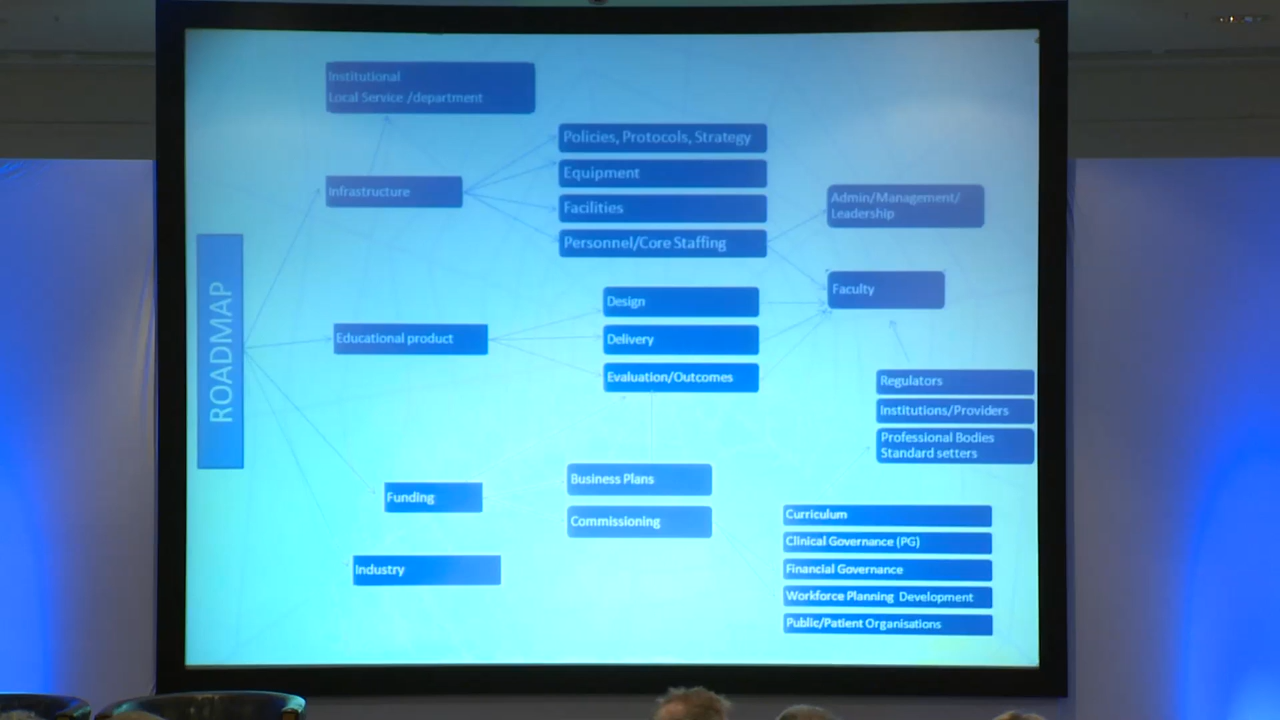 Institutional
Local Service /department
Policies, Protocols, Strategy
Equipment
Infrastructure
Facilities
Admin/Management/
Leadership
Personnel/Core Staffing
ROADMAP
Faculty
Design
Educational product
Delivery
Evaluation/Outcomes
Regulators
Institutions/Providers
Professional Bodies
Standard setters
Funding
Business Plans
Commissioning
Industry
Curriculum
Clinical Governance (PG)
Financial Governance
Workforce Planning Development
Public/Patient Organisations